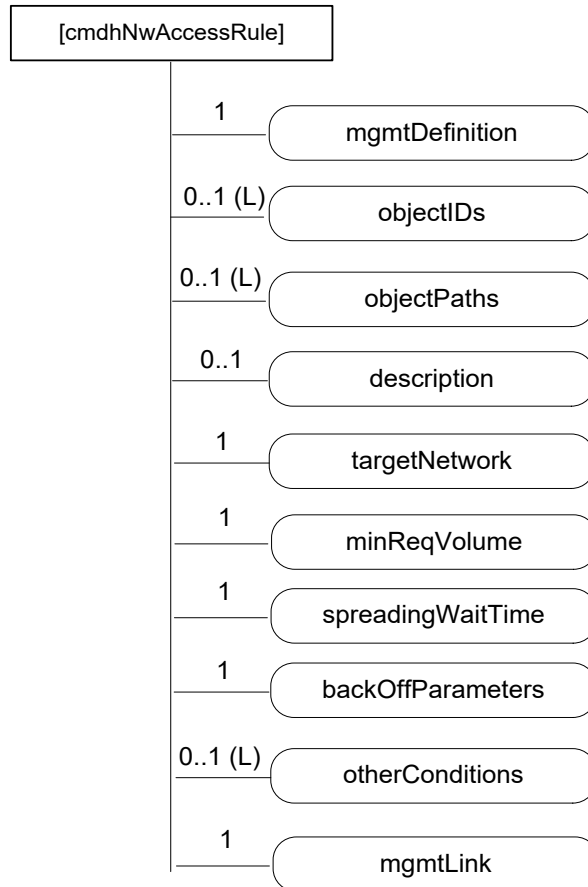 [cmdhNwAccessRule]
1
mgmtDefinition
0..1 (L)
objectIDs
0..1 (L)
objectPaths
0..1
description
1
targetNetwork
1
minReqVolume
1
spreadingWaitTime
1
backOffParameters
0..1 (L)
otherConditions
1
mgmtLink